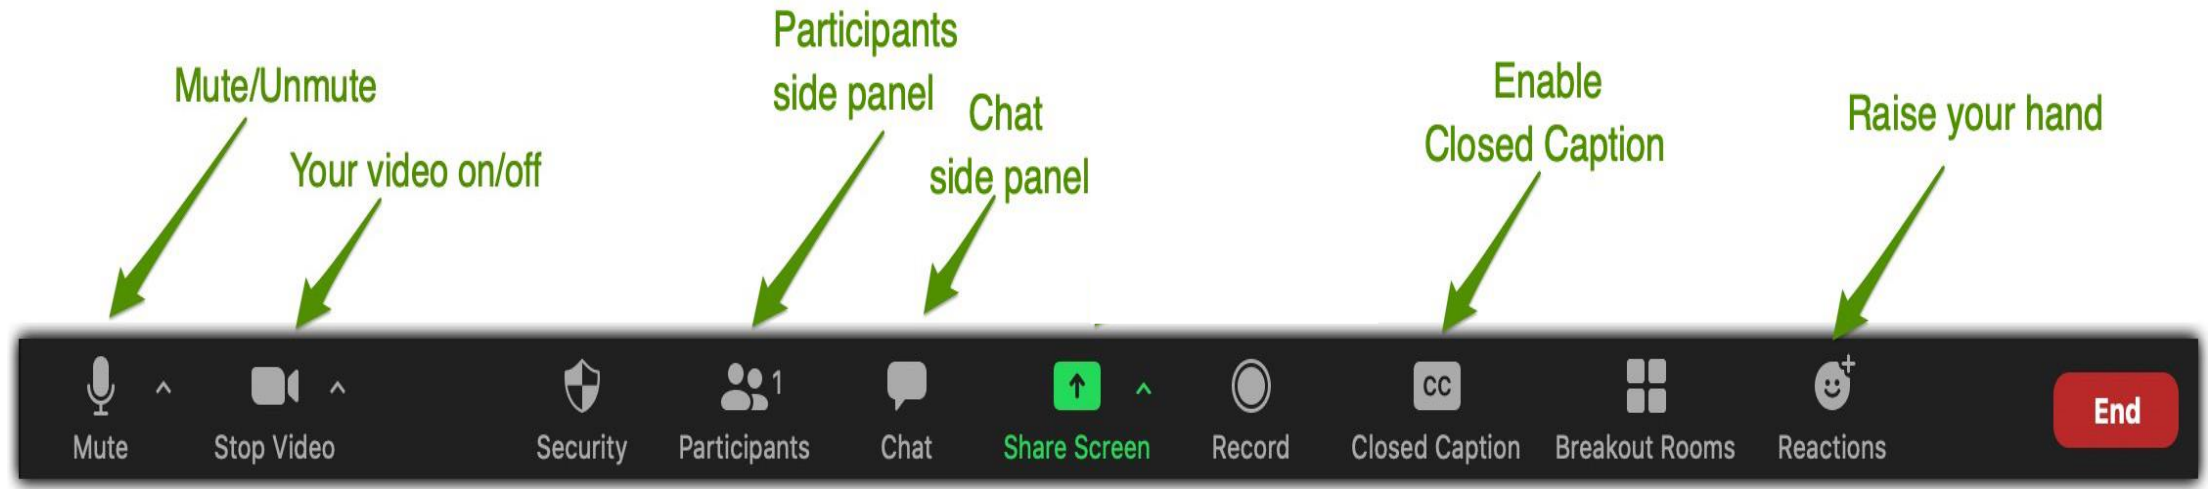 Participants
side panel
Mute/Unmute
Chat
side panel
Enable
Closed Caption
Raise your hand
Your video on/off
Mute
Stop Video
Security
1
Participants
Chat
Share Screen
Record
CC
Closed Caption
Breakout Rooms
Reactions
End